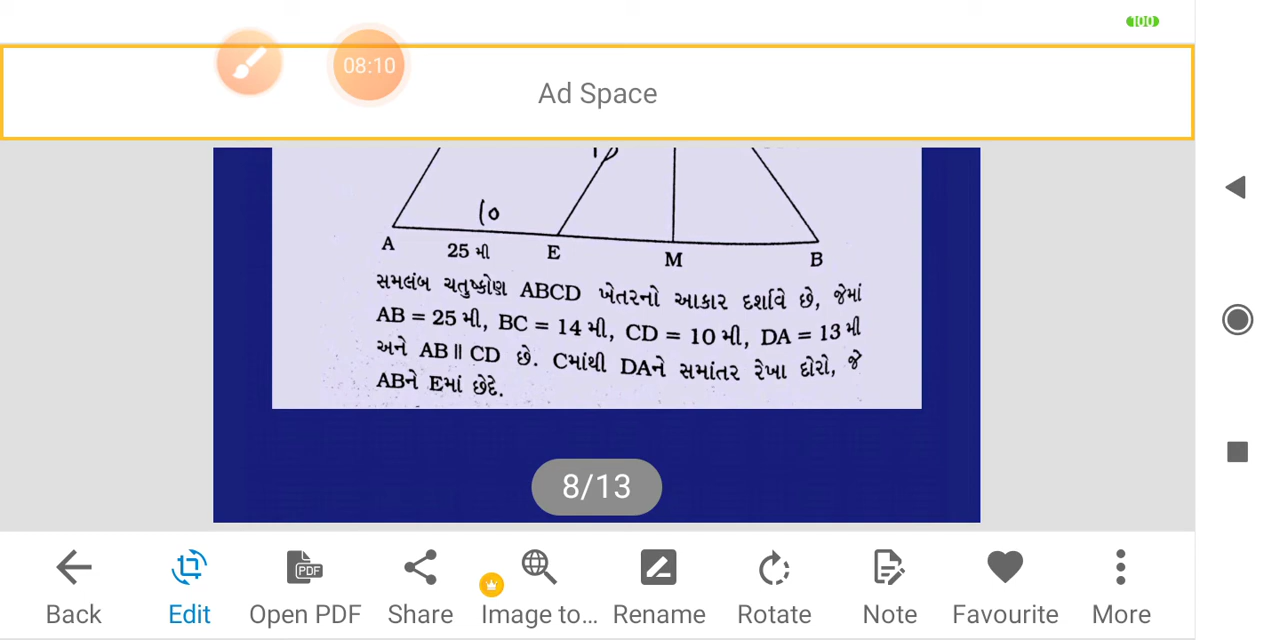 100
08:10
Ad Space
10
A
25 મી
E
M
B
સમલંબ ચતુષ્કોણ ABCD ખેતરનો આકાર દર્શાવે છે, જેમાં
AB = 25 મી, BC = 14 મી, CD = 10 મી, DA = 13 મી
અને AB || CD છે. Cમાંથી DAને સમાંતર રેખા દોરો, જે
ABને Eમાં છેદે.
8/13
Back
Edit
Open PDF
Share
Image to...
Rename
Rotate
Note
Favourite
More